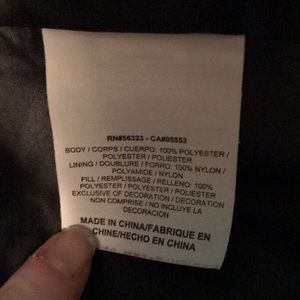 RN#56323 - CA#05553
BODY / CORPS / CUERPO: 100% POLYESTER /
POLYESTER / POLIESTER
LINING / DOUBLURE / FORRO: 100% NYLON /
POLYAMIDE / NYLON
FILL / REMPLISSAGE / RELLENO: 100%
POLYESTER / POLYESTER / POLIESTER
EXCLUSIVE OF DECORATION / DECORATION
NON COMPRISE / NO INCLUYE LA
DECORACION
MADE IN CHINA/FABRIQUE EN
CHINE/HECHO EN CHINA